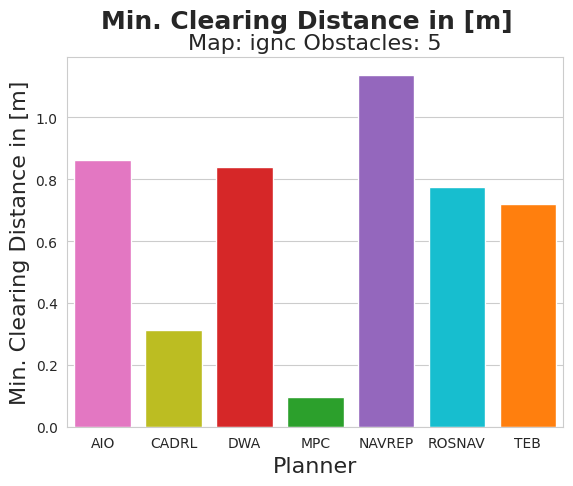 Min. Clearing Distance in [m]
Map: ignc Obstacles: 5
Min. Clearing Distance in [m]
1.0
0.8
0.6
0.4
0.2
0.0
AIO CADRL DWA MPC NAVREP ROSNAV TEB
Planner